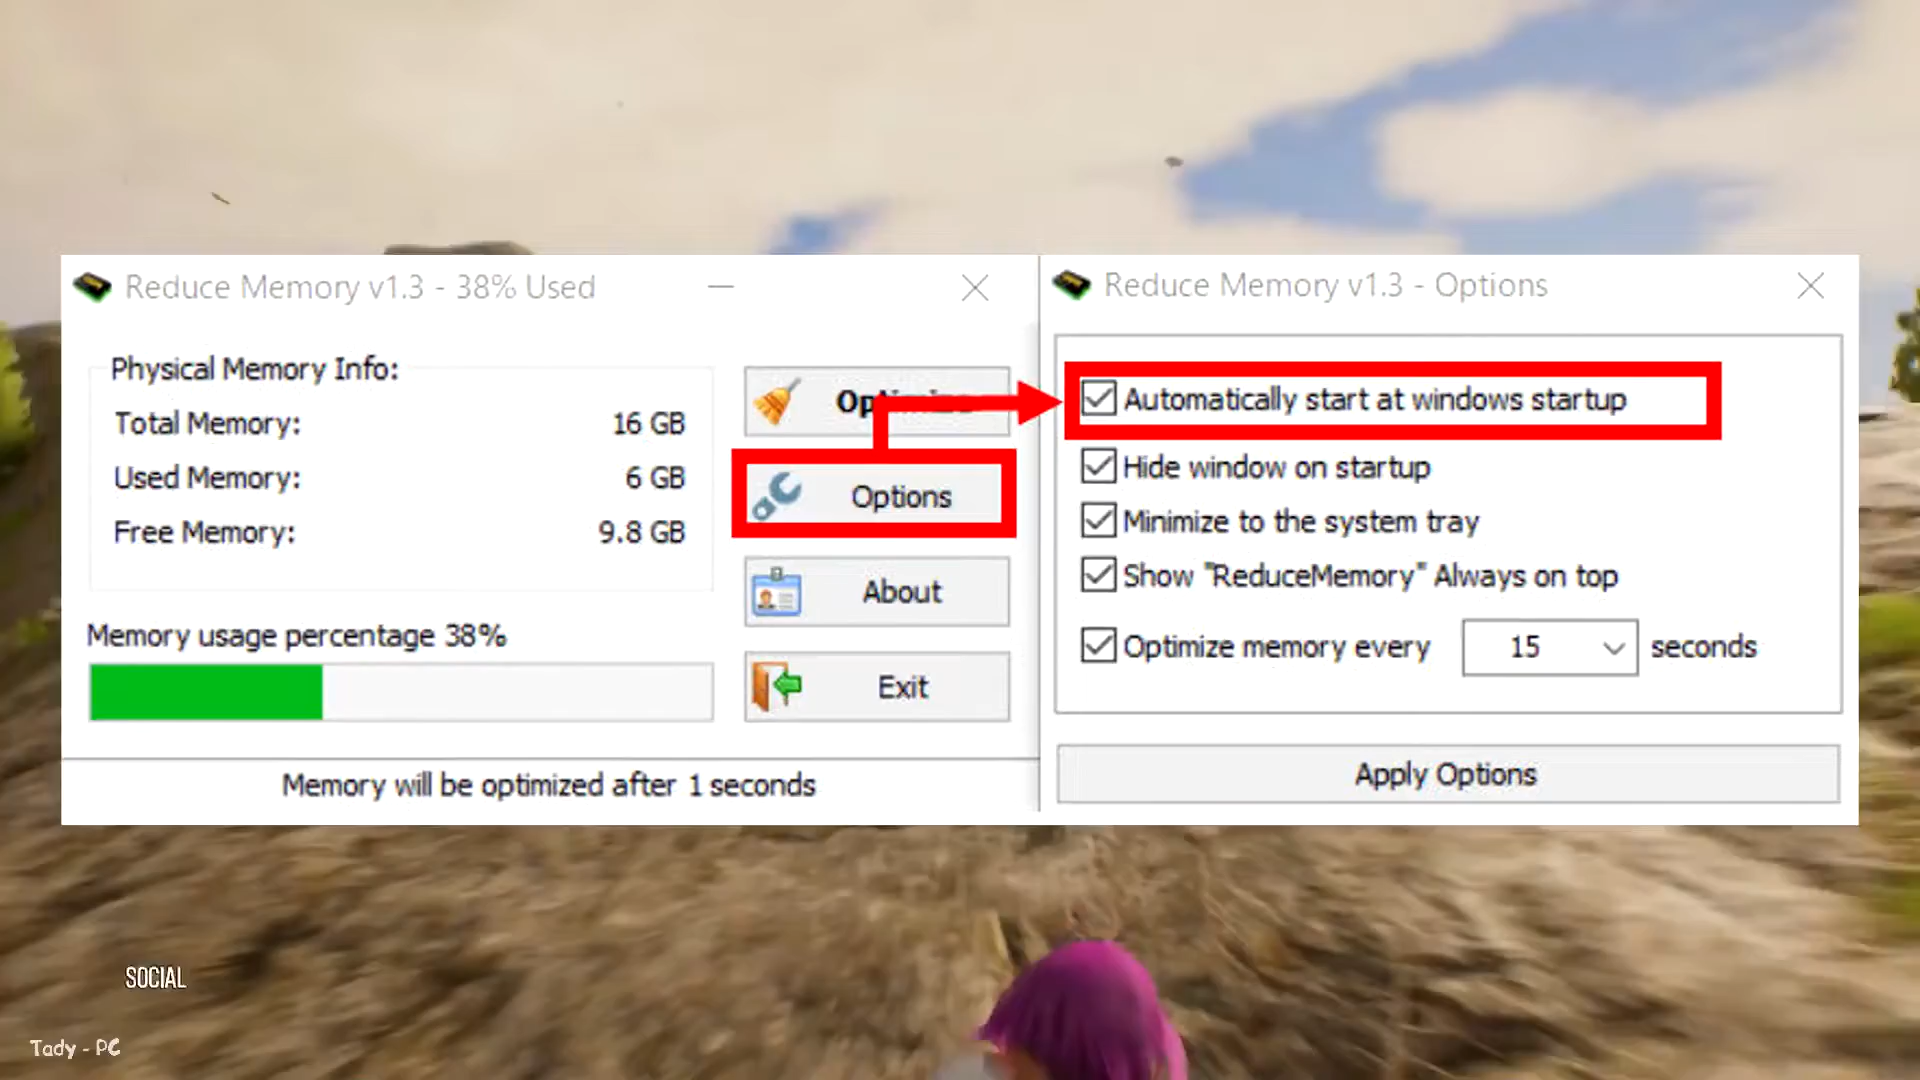 Reduce Memory v1.3 - 38% Used
Physical Memory Info:
Total Memory: 16 GB
Used Memory: 6 GB
Free Memory: 9.8 GB
Memory usage percentage 38%
Options
About
Exit
Memory will be optimized after 1 seconds
Reduce Memory v1.3 - Options
Automatically start at windows startup
Hide window on startup
Minimize to the system tray
Show "ReduceMemory" Always on top
Optimize memory every 15 seconds
Apply Options
SOCIAL
Tady - PC